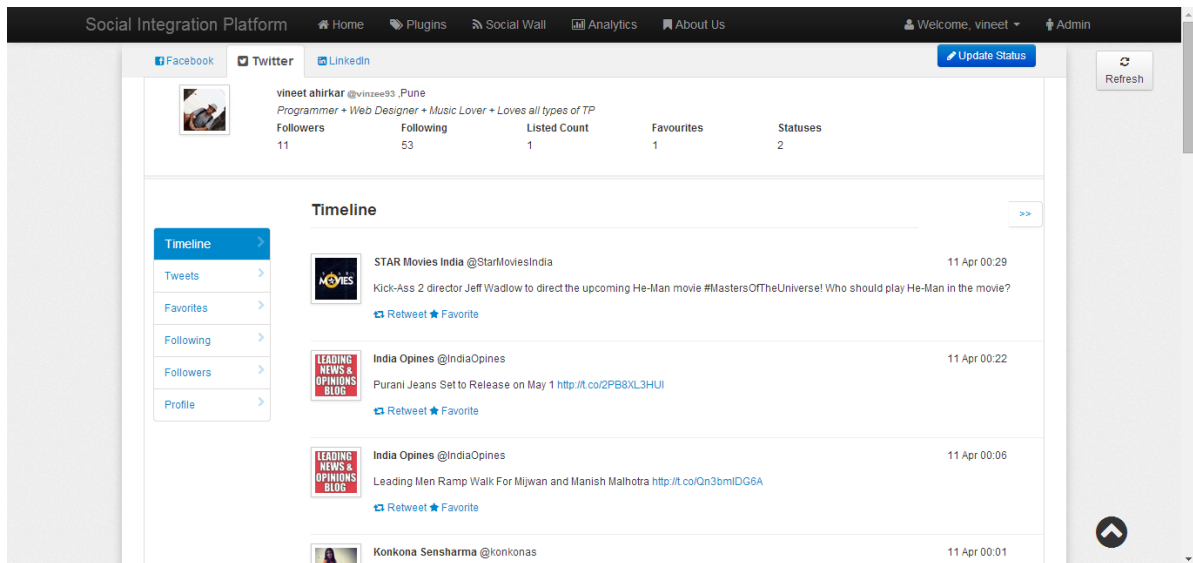 Social Integration Platform Home Plugins Social Wall Analytics About Us Welcome, vineet Admin
Facebook Twitter LinkedIn Update Status
Refresh
vineet ahirkar @vinzee93 ,Pune
Programmer + Web Designer + Music Lover + Loves all types of TP
Followers Following Listed Count Favourites Statuses
11 53 1 1 2
Timeline
>>
Timeline
Tweets
Favorites
Following
Followers
Profile
MOVIES
STAR Movies India @StarMoviesIndia 11 Apr 00:29
Kick-Ass 2 director Jeff Wadlow to direct the upcoming He-Man movie #MastersOfTheUniverse! Who should play He-Man in the movie?
Retweet Favorite
LEADING
NEWS &
OPINIONS
BLOG
India Opines @IndiaOpines 11 Apr 00:22
Purani Jeans Set to Release on May 1 http://t.co/2PB8XL3HUI
Retweet Favorite
LEADING
NEWS &
OPINIONS
BLOG
India Opines @IndiaOpines 11 Apr 00:06
Leading Men Ramp Walk For Mijwan and Manish Malhotra http://t.co/Qn3bmIDG6A
Retweet Favorite
Konkona Sensharma @konkonas 11 Apr 00:01